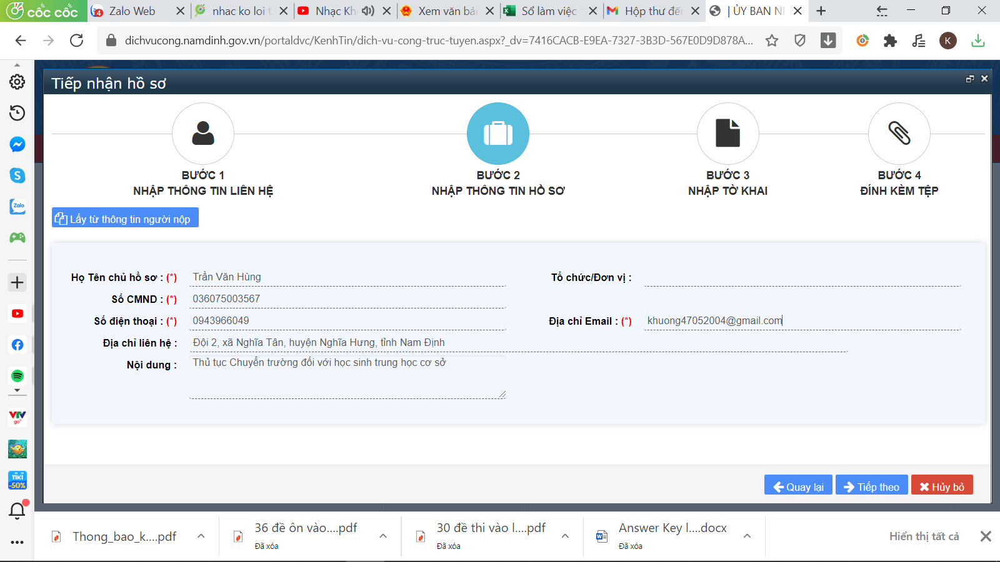 cốc cốc
4
Zalo Web
nhac ko loi t
Nhạc Kh
Xem văn bản
Sổ làm việc
Hộp thư đến
| ỦY BAN N
dichvucong.namdinh.gov.vn/portaldvc/KenhTin/dich-vu-cong-truc-tuyen.aspx?_dv=7416CACB-E9EA-7327-3B3D-567E0D9D878A...
K
Tiếp nhận hồ sơ
BƯỚC 1
NHẬP THÔNG TIN LIÊN HỆ
BƯỚC 2
NHẬP THÔNG TIN HỒ SƠ
BƯỚC 3
NHẬP TỜ KHAI
BƯỚC 4
ĐÍNH KÈM TỆP
Lấy từ thông tin người nộp
Họ Tên chủ hồ sơ : (*) Trần Văn Hùng
Tổ chức/Đơn vị :
Số CMND : (*) 036075003567
Số điện thoại : (*) 0943966049
Địa chỉ Email : (*) khuong47052004@gmail.com
Địa chỉ liên hệ : Đội 2, xã Nghĩa Tân, huyện Nghĩa Hưng, tỉnh Nam Định
Nội dung : Thủ tục Chuyển trường đối với học sinh trung học cơ sở
Quay lại
Tiếp theo
Hủy bỏ
S
Zalo
VTV
go
TIKI
-50%
Thong_bao_k....pdf
36 đề ôn vào....pdf
Đã xóa
30 đề thi vào l....pdf
Đã xóa
Answer Key l....docx
Đã xóa
Hiển thị tất cả